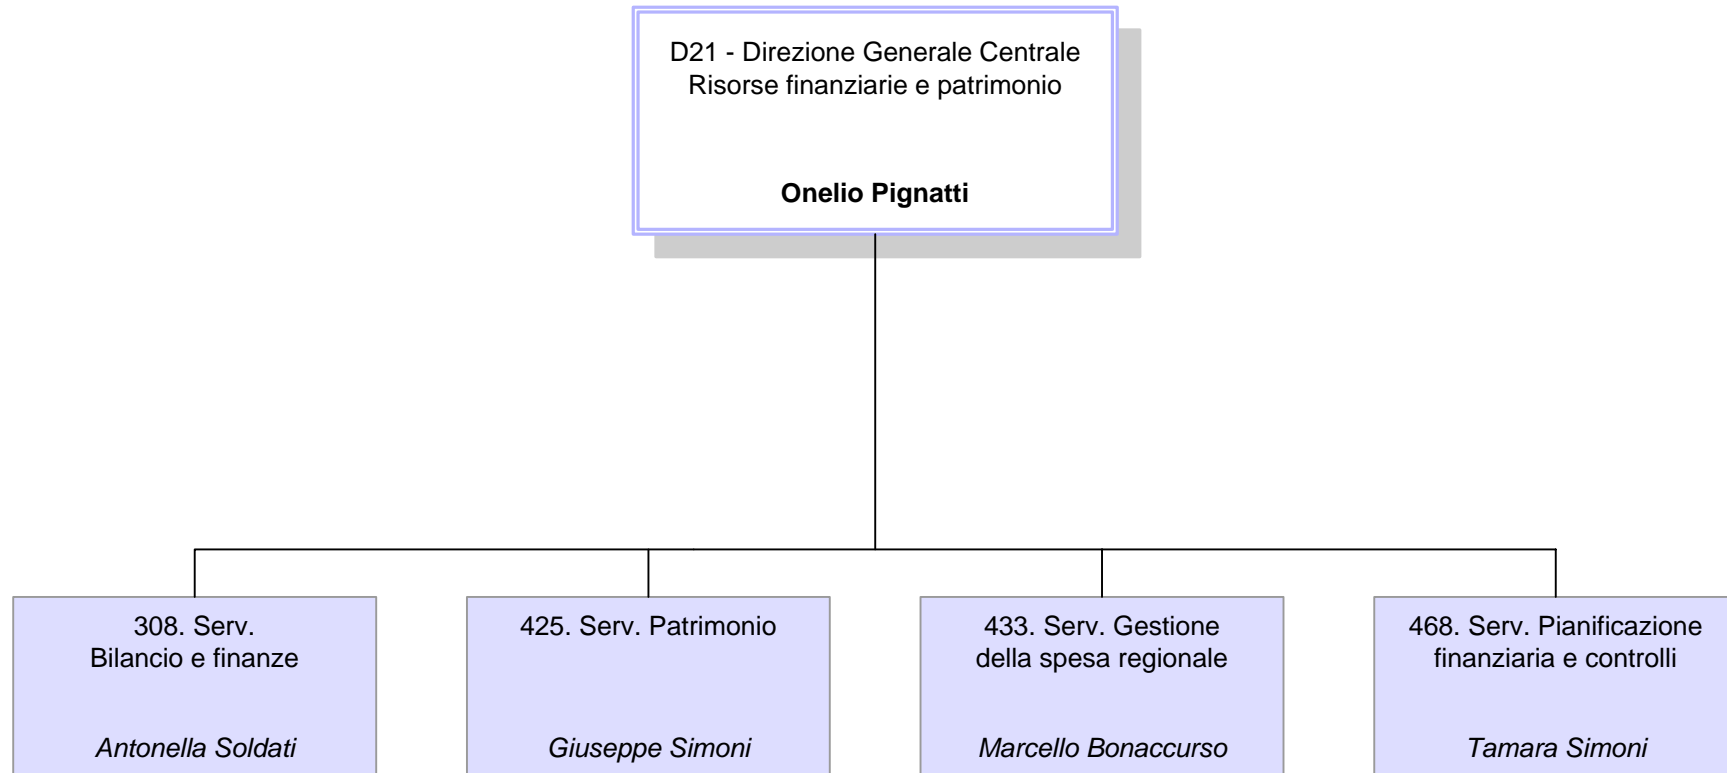 D21 - Direzione Generale Centrale
Risorse finanziarie e patrimonio
Onelio Pignatti
308. Serv.
Bilancio e finanze
Antonella Soldati
425. Serv. Patrimonio
Giuseppe Simoni
433. Serv. Gestione
della spesa regionale
Marcello Bonaccurso
468. Serv. Pianificazione
finanziaria e controlli
Tamara Simoni